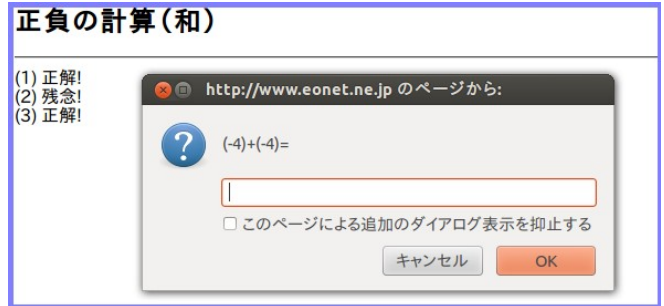 正負の計算(和)
(1) 正解!
(2) 残念!
(3) 正解!
http://www.eonet.ne.jp のページから:
(-4)+(-4)=
このページによる追加のダイアログ表示を抑止する
キャンセル
OK